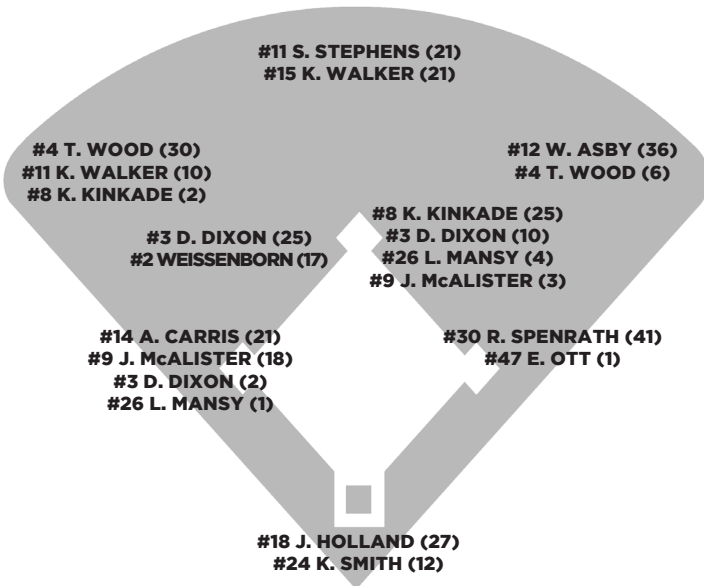 #11 S. STEPHENS (21)
#15 K. WALKER (21)
#4 T. WOOD (30)
#11 K. WALKER (10)
#8 K. KINKADE (2)
#12 W. ASBY (36)
#4 T. WOOD (6)
#3 D. DIXON (25)
#2 WEISSENBORN (17)
#8 K. KINKADE (25)
#3 D. DIXON (10)
#26 L. MANSY (4)
#9 J. McALISTER (3)
#14 A. CARRIS (21)
#9 J. McALISTER (18)
#3 D. DIXON (2)
#26 L. MANSY (1)
#30 R. SPENRATH (41)
#47 E. OTT (1)
#18 J. HOLLAND (27)
#24 K. SMITH (12)